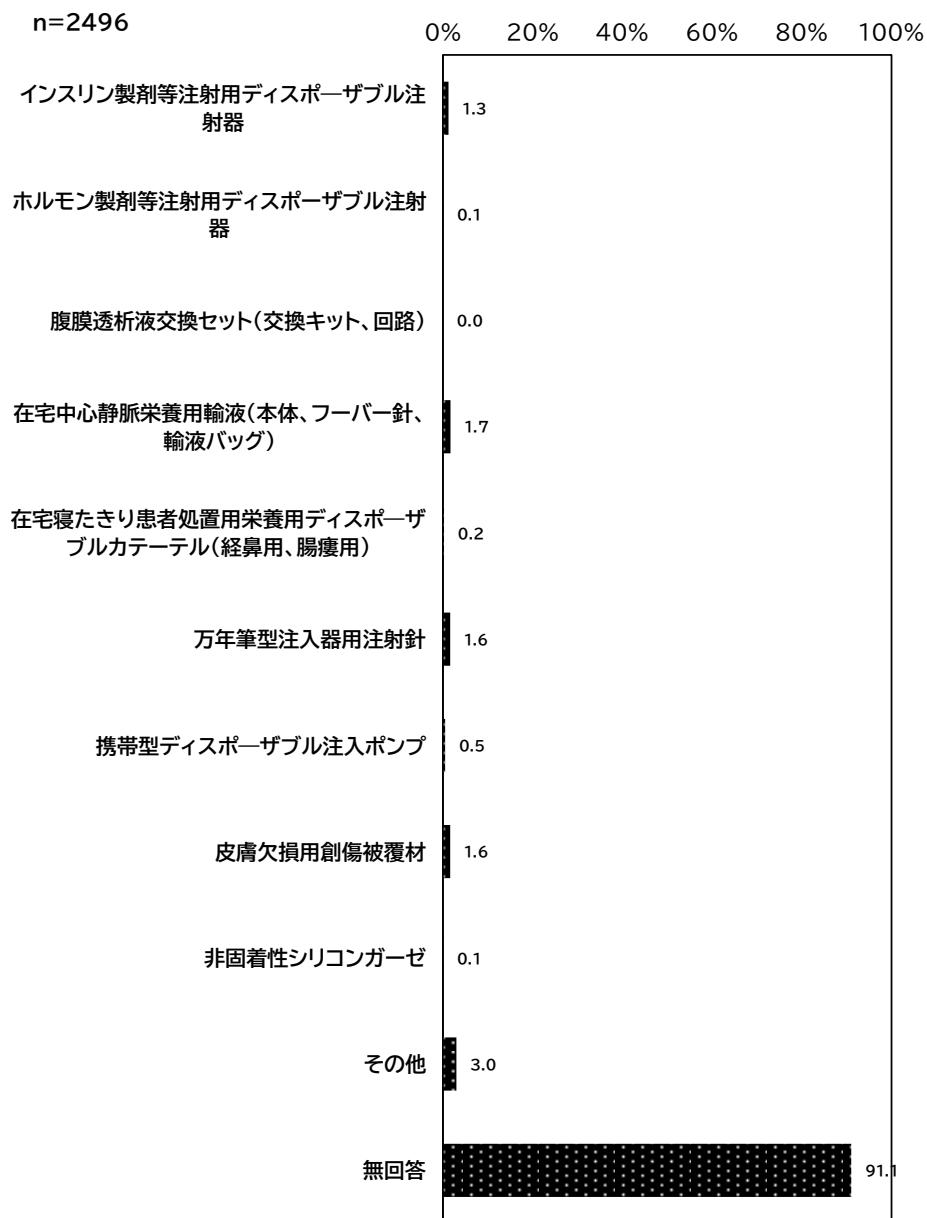 n=2496
0% 20% 40% 60% 80% 100%
インスリン製剤等注射用ディスポ―ザブル注
射器
1.3
ホルモン製剤等注射用ディスポーザブル注射
器
0.1
腹膜透析液交換セット(交換キット、回路)
0.0
在宅中心静脈栄養用輸液(本体、フーバー針、
輸液バッグ)
1.7
在宅寝たきり患者処置用栄養用ディスポ―ザ
ブルカテーテル(経鼻用、腸瘻用)
0.2
万年筆型注入器用注射針
1.6
携帯型ディスポ―ザブル注入ポンプ
0.5
皮膚欠損用創傷被覆材
1.6
非固着性シリコンガーゼ
0.1
その他
3.0
無回答
91.1